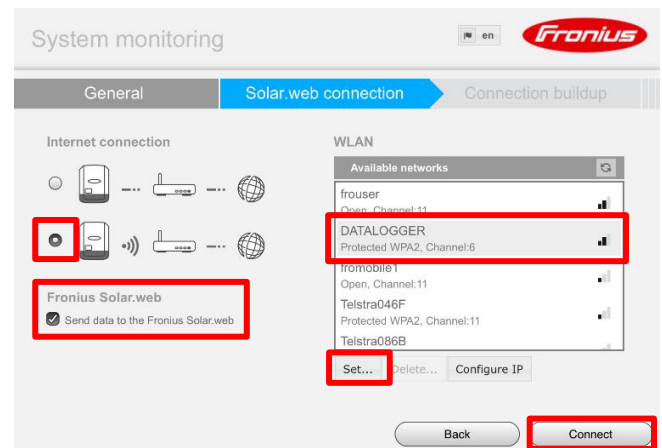 System monitoring
en
Fronius
General
Solar.web connection
Connection buildup
Internet connection
WLAN
Available networks
frouser
Open, Channel:11
DATALOGGER
Protected WPA2, Channel:6
fromobile1
Open, Channel:11
Telstra046F
Protected WPA2, Channel:11
Telstra086B
Fronius Solar.web
Send data to the Fronius Solar.web
Set... Delete... Configure IP
Back Connect